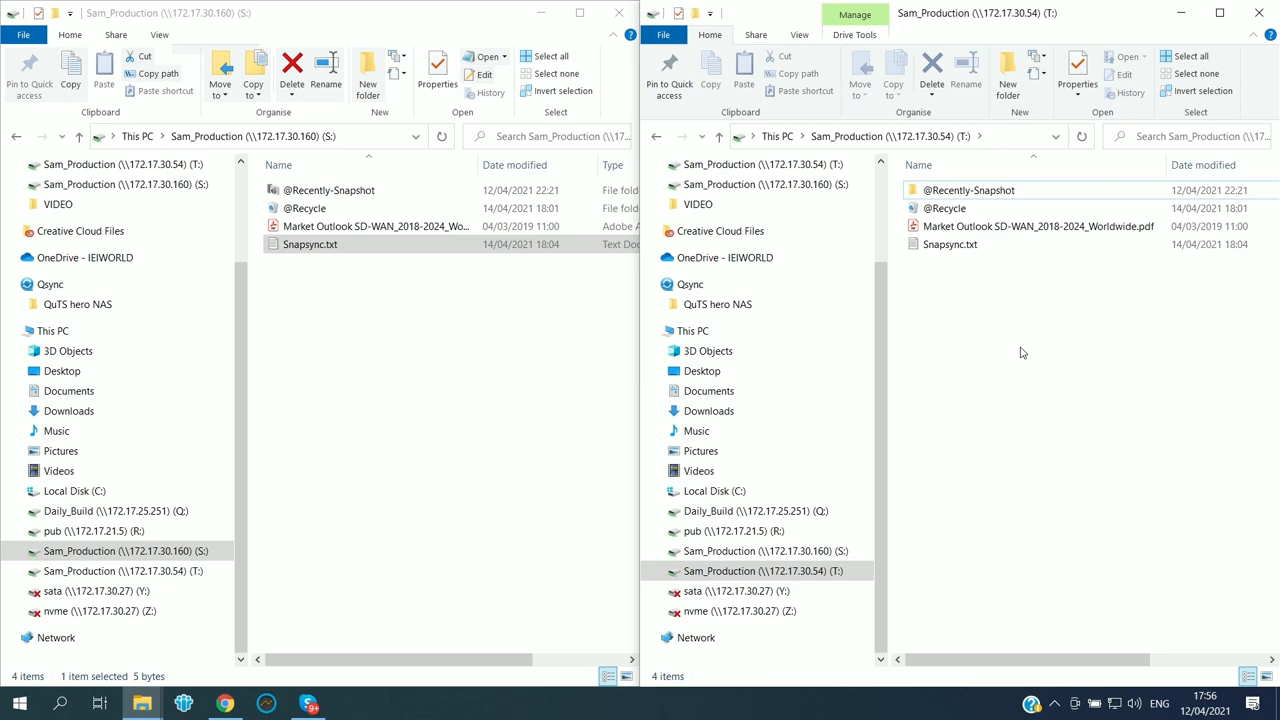 Sam_Production (\\172.17.30.160) (S:)
File
Home
Share
View
Pin to Quick access
Copy
Paste
Cut
Copy path
Paste shortcut
Clipboard
Move to
Copy to
Delete
Rename
Organise
New folder
New
Properties
Open
Edit
History
Open
Select all
Select none
Invert selection
Select
This PC
Sam_Production (\\172.17.30.160) (S:)
Search Sam_Production (\\17...
Sam_Production (\\172.17.30.54) (T:)
Sam_Production (\\172.17.30.160) (S:)
VIDEO
Creative Cloud Files
OneDrive - IEIWORLD
Qsync
QuTS hero NAS
This PC
3D Objects
Desktop
Documents
Downloads
Music
Pictures
Videos
Local Disk (C:)
Daily_Build (\\172.17.25.251) (Q:)
pub (\\172.17.21.5) (R:)
Sam_Production (\\172.17.30.160) (S:)
Sam_Production (\\172.17.30.54) (T:)
sata (\\172.17.30.27) (Y:)
nvme (\\172.17.30.27) (Z:)
Network
Name Date modified Type
@Recently-Snapshot 12/04/2021 22:21 File fold
@Recycle 14/04/2021 18:01 File folde
Market Outlook SD-WAN_2018-2024_Wo... 04/03/2019 11:00 Adobe A
Snapsync.txt 14/04/2021 18:04 Text Doc
4 items 1 item selected 5 bytes
Manage
Sam_Production (\\172.17.30.54) (T:)
File
Home
Share
View
Drive Tools
Pin to Quick access
Copy
Paste
Cut
Copy path
Paste shortcut
Clipboard
Move to
Copy to
Delete
Rename
Organise
New folder
New
Properties
Open
Edit
History
Open
Select all
Select none
Invert selection
Select
This PC
Sam_Production (\\172.17.30.54) (T:)
Search Sam_Production (\\17...
Sam_Production (\\172.17.30.54) (T:)
Sam_Production (\\172.17.30.160) (S:)
VIDEO
Creative Cloud Files
OneDrive - IEIWORLD
Qsync
QuTS hero NAS
This PC
3D Objects
Desktop
Documents
Downloads
Music
Pictures
Videos
Local Disk (C:)
Daily_Build (\\172.17.25.251) (Q:)
pub (\\172.17.21.5) (R:)
Sam_Production (\\172.17.30.160) (S:)
Sam_Production (\\172.17.30.54) (T:)
sata (\\172.17.30.27) (Y:)
nvme (\\172.17.30.27) (Z:)
Network
Name Date modified
@Recently-Snapshot 12/04/2021 22:21
@Recycle 14/04/2021 18:01
Market Outlook SD-WAN_2018-2024_Worldwide.pdf 04/03/2019 11:00
Snapsync.txt 14/04/2021 18:04
4 items
9+
ENG
17:56
12/04/2021